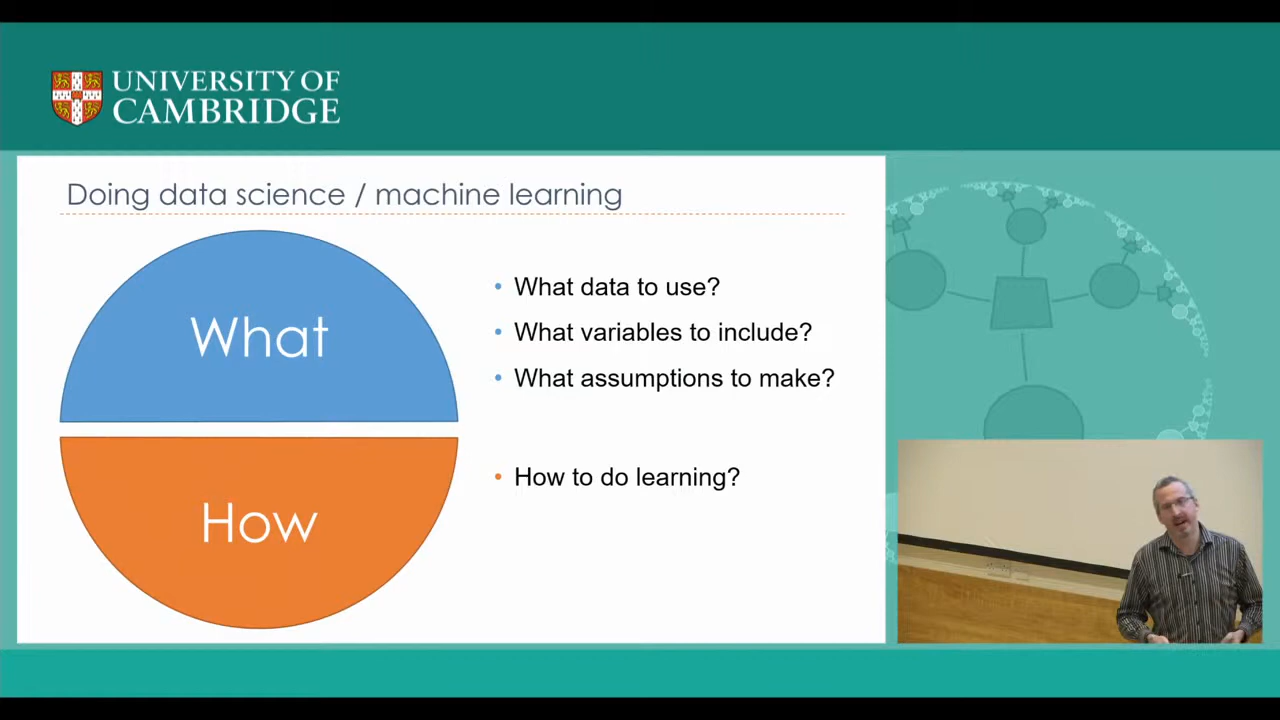 UNIVERSITY OF
CAMBRIDGE
Doing data science / machine learning
What
• What data to use?
• What variables to include?
• What assumptions to make?
How
• How to do learning?